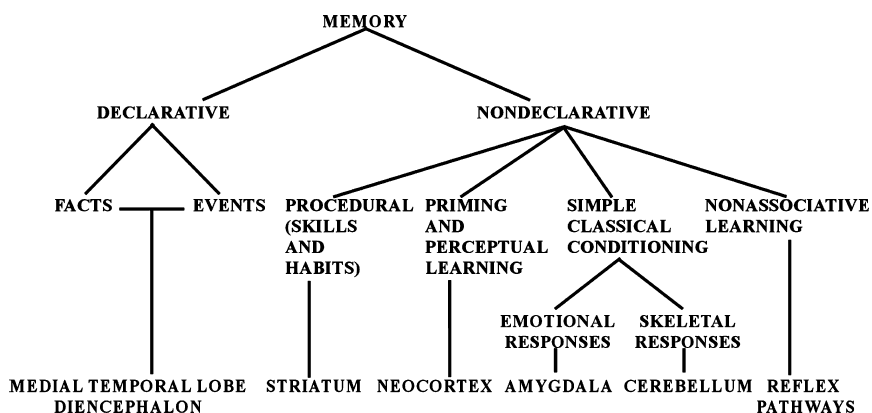 MEMORY
DECLARATIVE
NONDECLARATIVE
FACTS
EVENTS
PROCEDURAL
(SKILLS
AND
HABITS)
PRIMING
AND
PERCEPTUAL
LEARNING
SIMPLE
CLASSICAL
CONDITIONING
NONASSOCIATIVE
LEARNING
EMOTIONAL
RESPONSES
SKELETAL
RESPONSES
MEDIAL TEMPORAL LOBE
DIENCEPHALON
STRIATUM
NEOCORTEX
AMYGDALA
CEREBELLUM
REFLEX
PATHWAYS